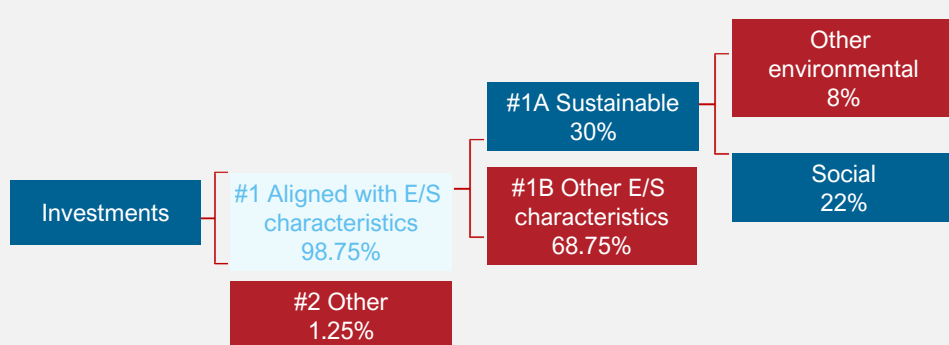 Investments
#1 Aligned with E/S
characteristics
98.75%
#2 Other
1.25%
#1A Sustainable
30%
#1B Other E/S
characteristics
68.75%
Other
environmental
8%
Social
22%